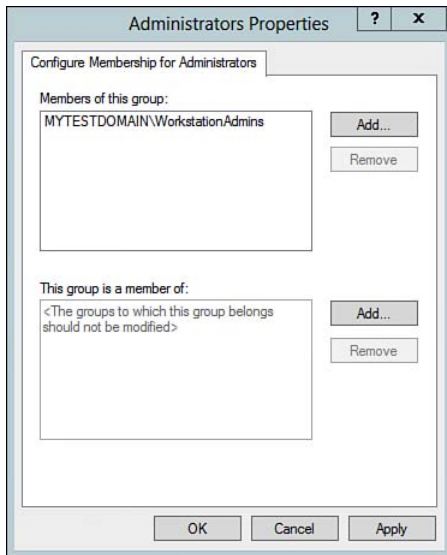 Administrators Properties
?
x
Configure Membership for Administrators
Members of this group:
MYTESTDOMAIN\WorkstationAdmins
Add...
Remove
This group is a member of:
<The groups to which this group belongs
should not be modified>
Add...
Remove
OK
Cancel
Apply